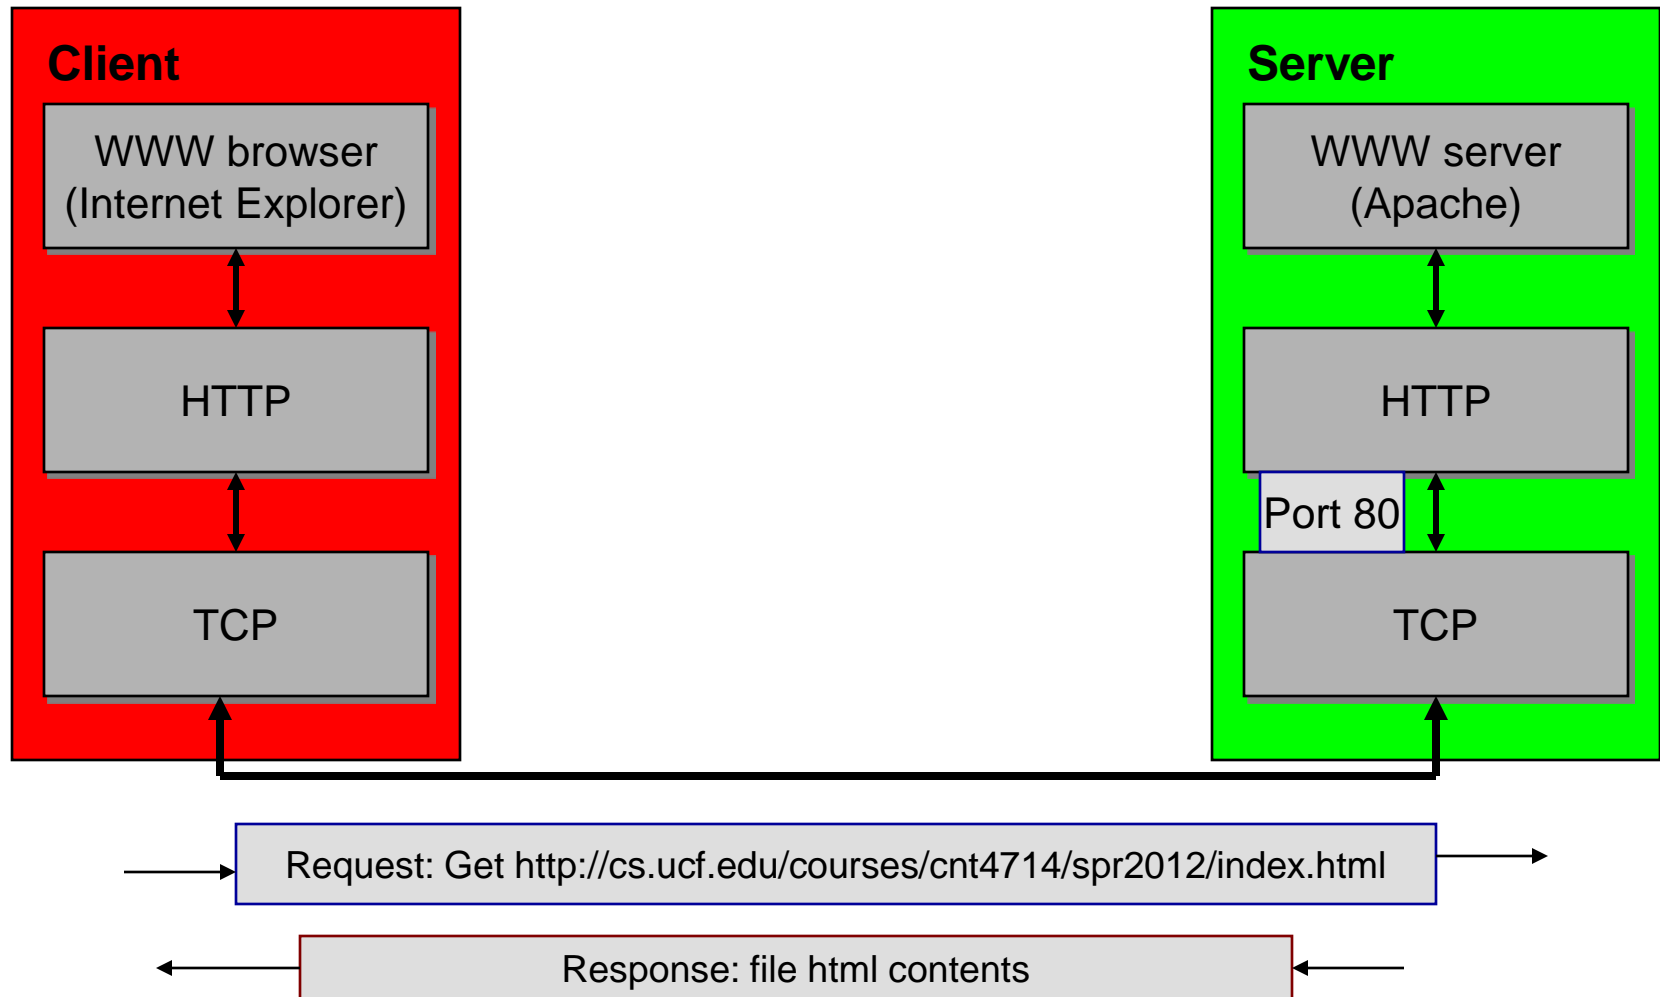 Client
WWW browser
(Internet Explorer)
HTTP
TCP
Server
WWW server
(Apache)
HTTP
Port 80
TCP
Request: Get http://cs.ucf.edu/courses/cnt4714/spr2012/index.html
Response: file html contents